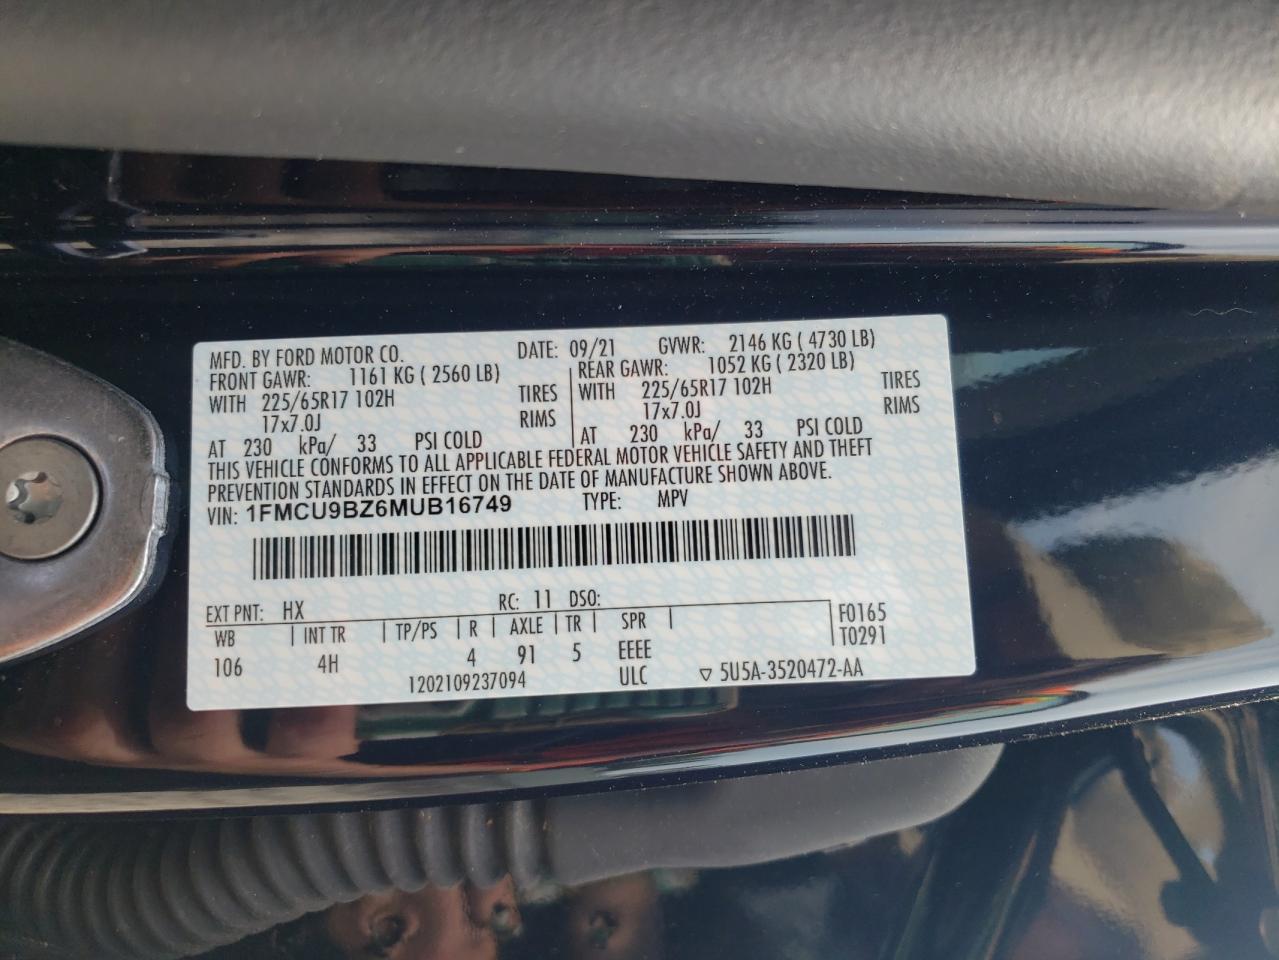 MFD. BY FORD MOTOR CO. DATE: 09/21 GVWR: 2146 KG ( 4730 LB)
FRONT GAWR: 1161 KG ( 2560 LB) REAR GAWR: 1052 KG ( 2320 LB)
WITH 225/65R17 102H TIRES WITH 225/65R17 102H TIRES
17x7.0J RIMS 17x7.0J RIMS
AT 230 kPa/ 33 PSI COLD AT 230 kPa/ 33 PSI COLD
THIS VEHICLE CONFORMS TO ALL APPLICABLE FEDERAL MOTOR VEHICLE SAFETY AND THEFT
PREVENTION STANDARDS IN EFFECT ON THE DATE OF MANUFACTURE SHOWN ABOVE.
VIN: 1FMCU9BZ6MUB16749 TYPE: MPV
EXT PNT: HX RC: 11 DSO:
WB INT TR TP/PS R AXLE TR SPR F0165
106 4H 4 91 5 EEEE T0291
1202109237094 ULC ▽ 5U5A-3520472-AA